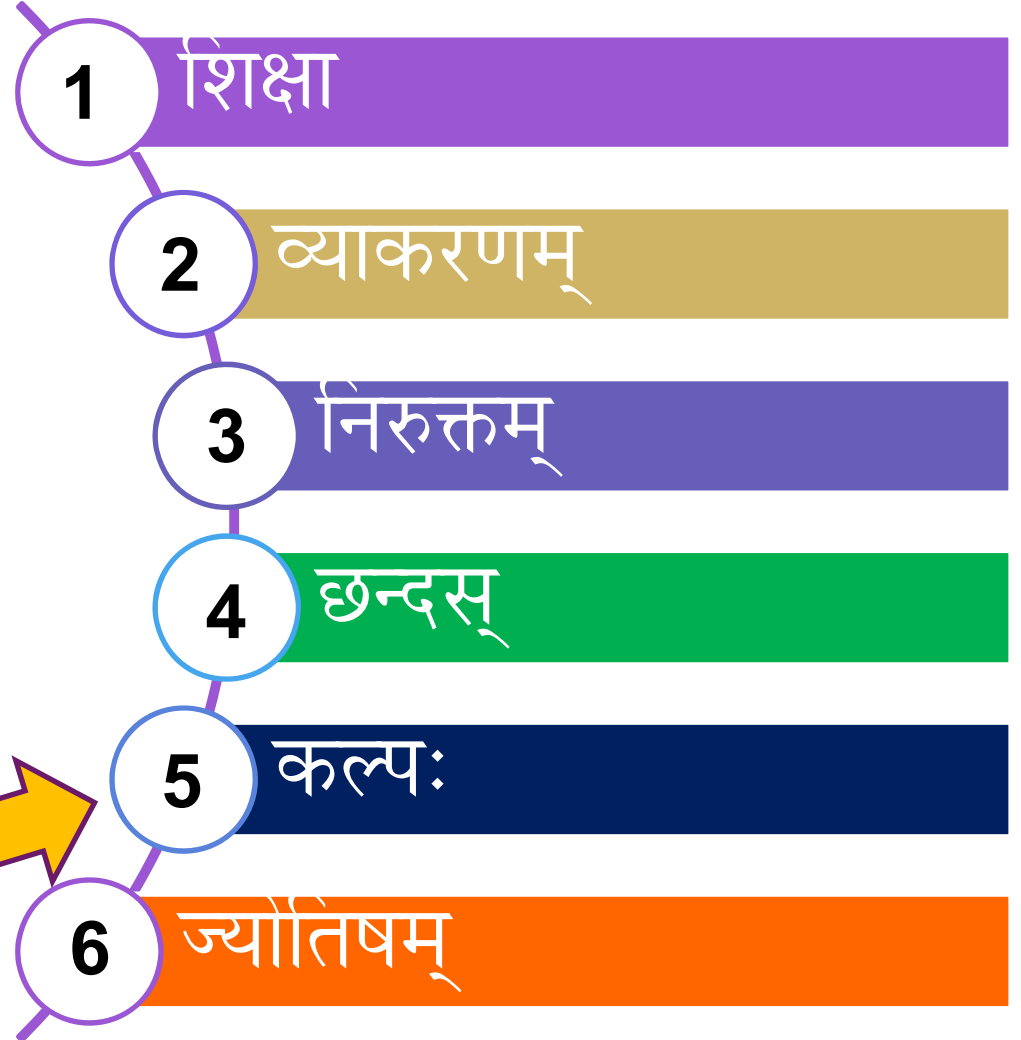 1 शिक्षा
2 व्याकरणम्
3 निरुक्तम्
4 छन्दस्
5 कल्पः
6 ज्योतिषम्